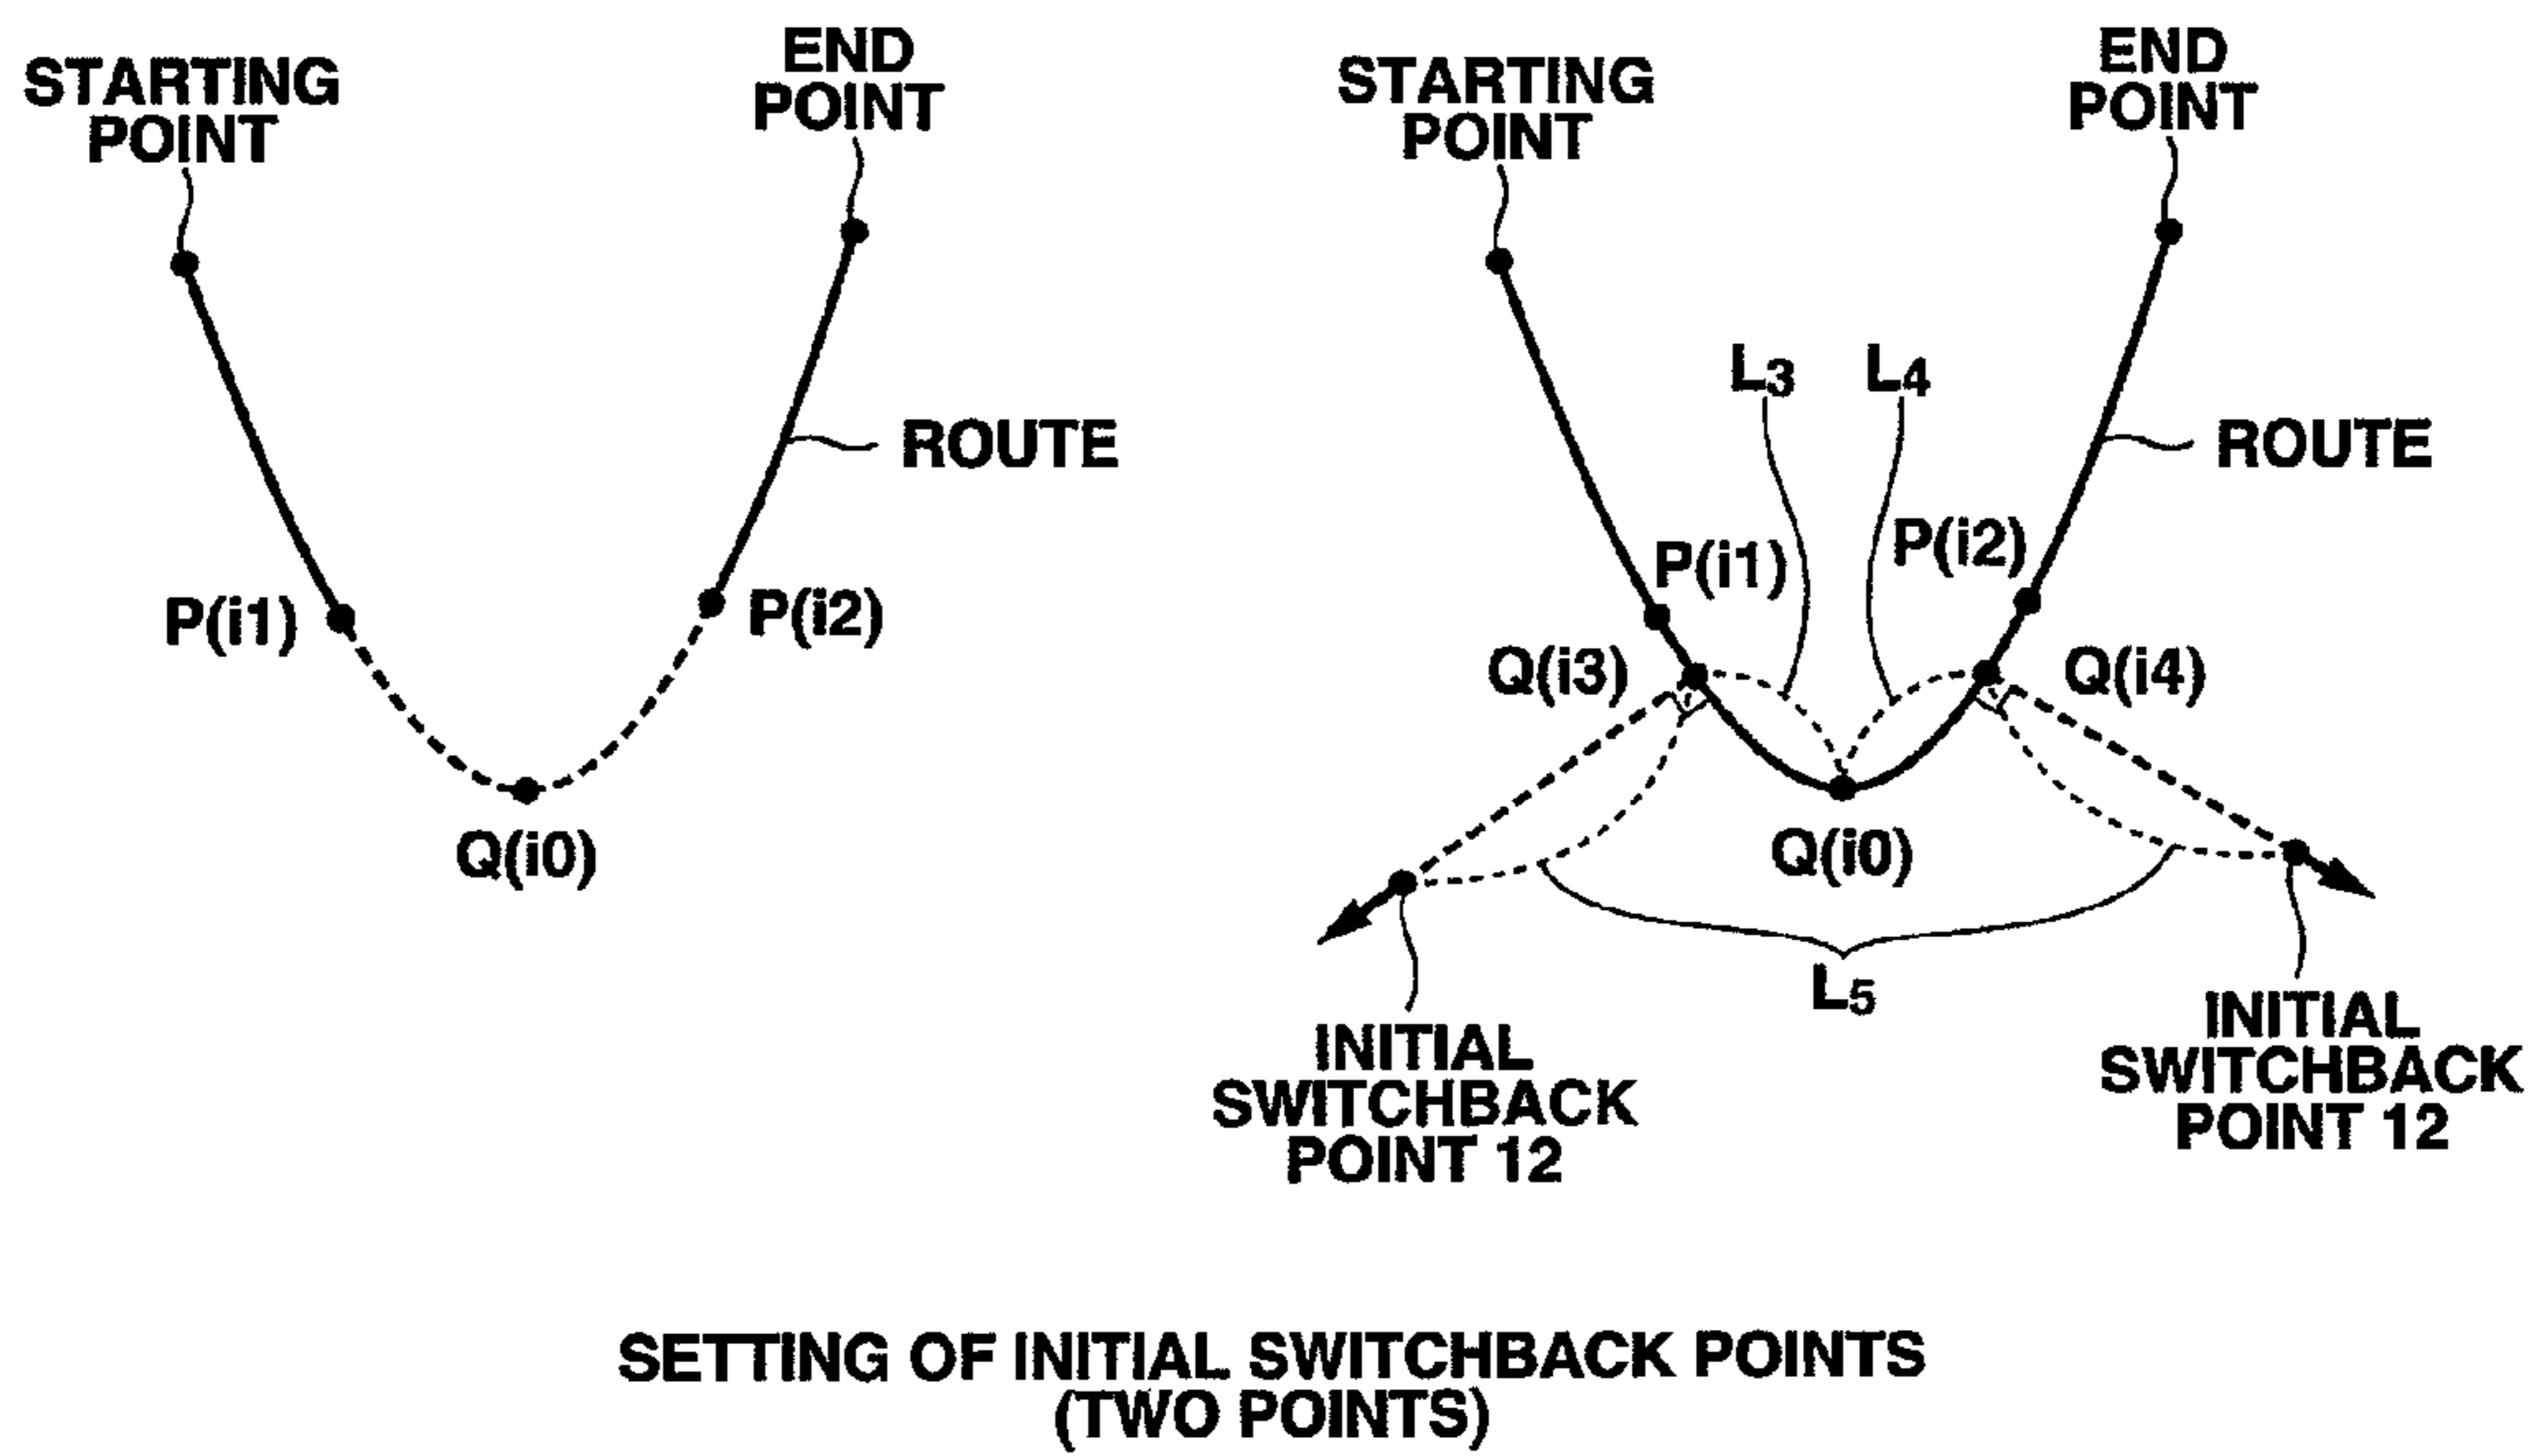 STARTING
POINT
END
POINT
ROUTE
P(i1)
P(i2)
Q(i0)
STARTING
POINT
END
POINT
L3
L4
ROUTE
P(i1)
P(i2)
Q(i3)
Q(i4)
Q(i0)
L5
INITIAL
SWITCHBACK
POINT 12
INITIAL
SWITCHBACK
POINT 12
SETTING OF INITIAL SWITCHBACK POINTS
(TWO POINTS)